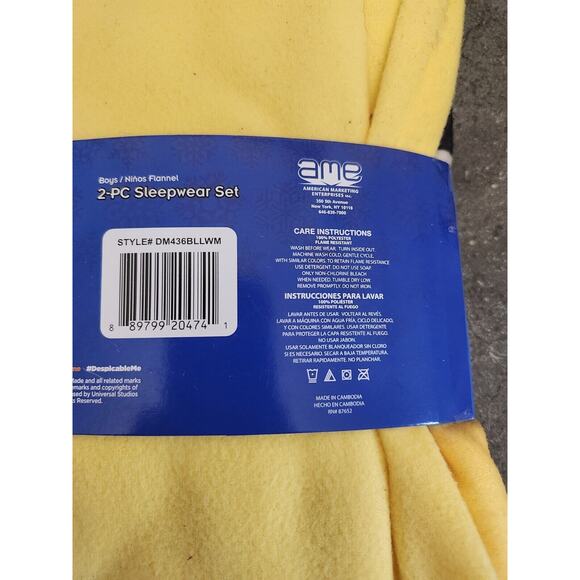 Boys / Niños Flannel
2-PC Sleepwear Set
STYLE# DM436BLLWM
8 89799 20474 1
#DespicableMe
Made and all related marks
marks and copyrights of
by Universal Studios
Reserved.
ame
AMERICAN MARKETING
ENTERPRISES INC.
350 5th Avenue
New York, NY 10118
646-838-7000
CARE INSTRUCTIONS
100% POLYESTER
FLAME RESISTANT
WASH BEFORE WEAR. TURN INSIDE OUT.
MACHINE WASH COLD, GENTLE CYCLE,
WITH SIMILAR COLORS. TO RETAIN FLAME RESISTANCE
USE DETERGENT. DO NOT USE SOAP.
ONLY NON-CHLORINE BLEACH
WHEN NEEDED. TUMBLE DRY LOW.
REMOVE PROMPTLY. DO NOT IRON.
INSTRUCCIONES PARA LAVAR
100% POLIÉSTER
RESISTENTE AL FUEGO
LAVAR ANTES DE USAR. VOLTEAR AL REVÉS.
LAVAR A MÁQUINA CON AGUA FRÍA, CICLO DELICADO,
Y CON COLORES SIMILARES. USAR DETERGENTE
PARA PROTEGER LA CAPA RESISTENTE AL FUEGO.
NO USAR JABON.
USAR SOLAMENTE BLANQUEADOR SIN CLORO
SI ES NECESARIO. SECAR A BAJA TEMPERATURA.
RETIRAR RAPIDAMENTE. NO PLANCHAR.
MADE IN CAMBODIA
HECHO EN CAMBODIA
RN# 87652